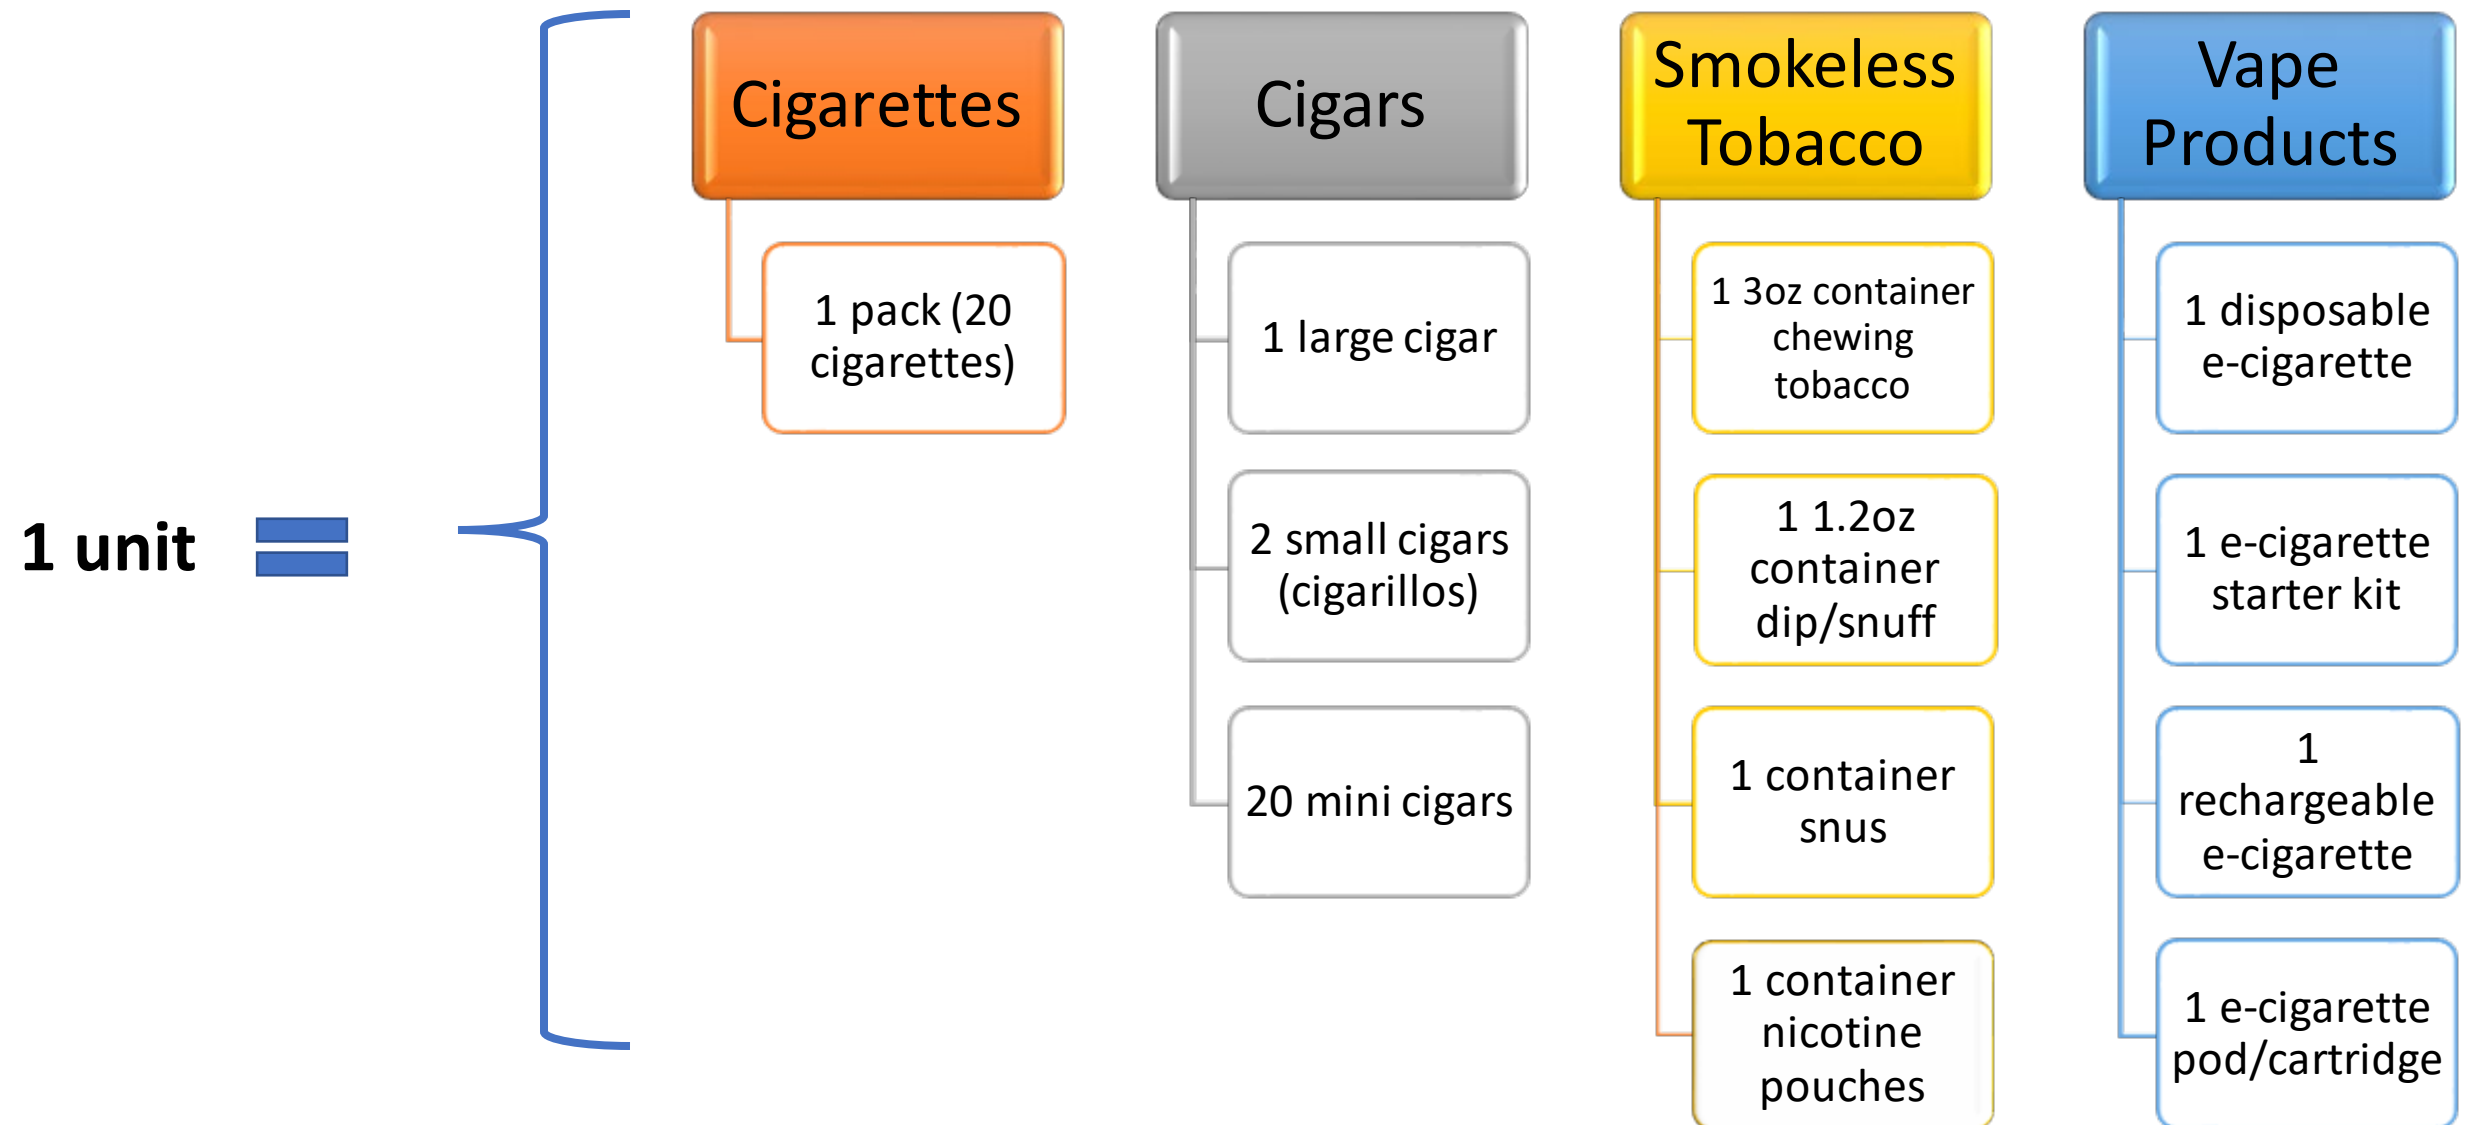 1 unit
Cigarettes
1 pack (20
cigarettes)
Cigars
1 large cigar
2 small cigars
(cigarillos)
20 mini cigars
Smokeless
Tobacco
1 3oz container
chewing
tobacco
1 1.2oz
container
dip/snuff
1 container
snus
1 container
nicotine
pouches
Vape
Products
1 disposable
e-cigarette
1 e-cigarette
starter kit
1
rechargeable
e-cigarette
1 e-cigarette
pod/cartridge